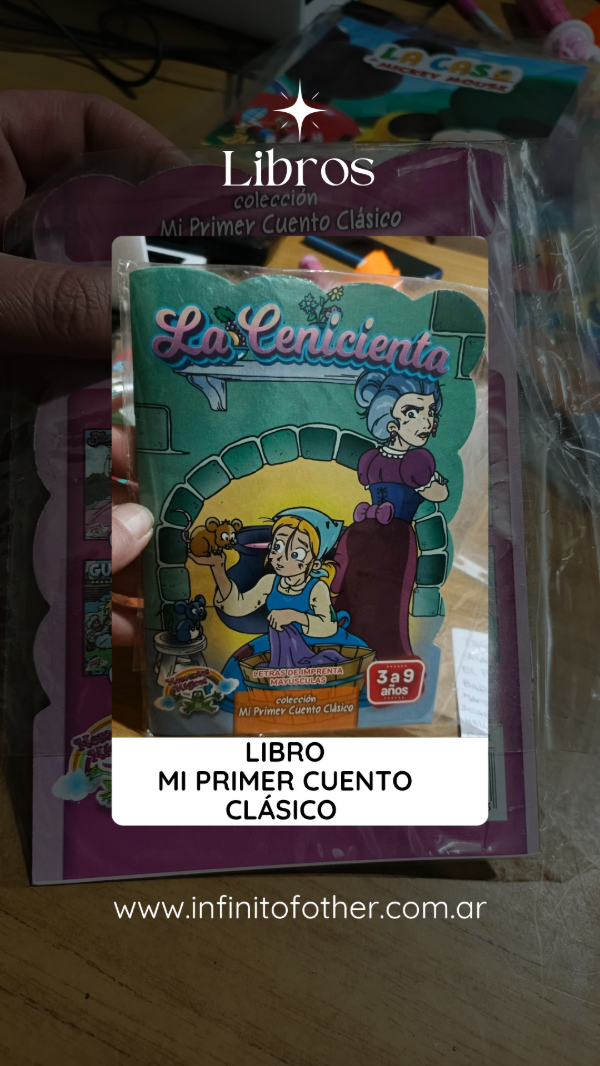 LA CASA
MICKEY MOUSE
Libros
colección
Mi Primer Cuento Clásico
La Cenicienta
LETRAS DE IMPRENTA
MAYÚSCULAS
3 a 9
años
colección
Mi Primer Cuento Clásico
LIBRO
MI PRIMER CUENTO
CLÁSICO
www.infinitofother.com.ar